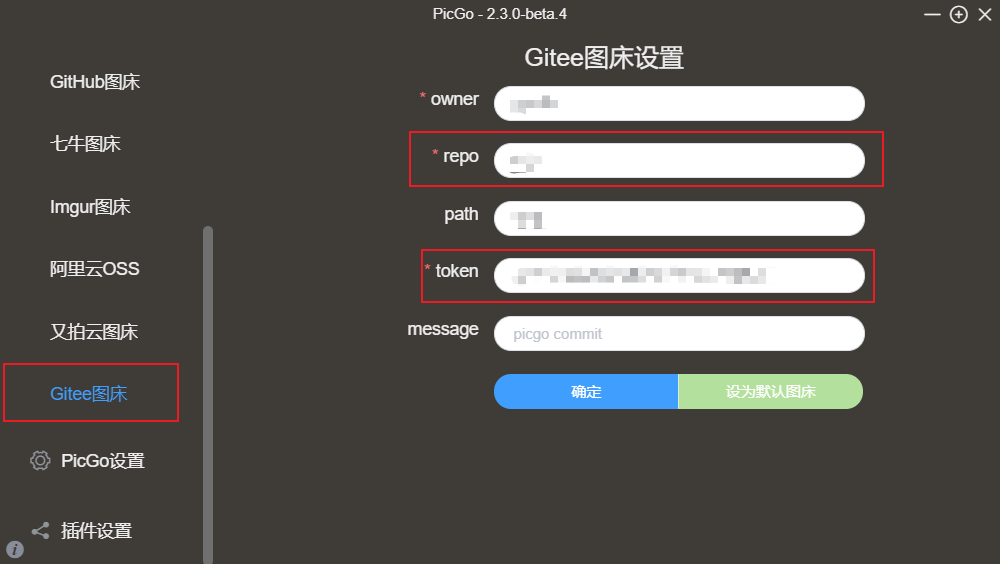 PicGo - 2.3.0-beta.4
GitHub图床
七牛图床
Imgur图床
阿里云OSS
又拍云图床
Gitee图床
PicGo设置
插件设置
Gitee图床设置
* owner
* repo
path
* token
message
picgo commit
确定
设为默认图床